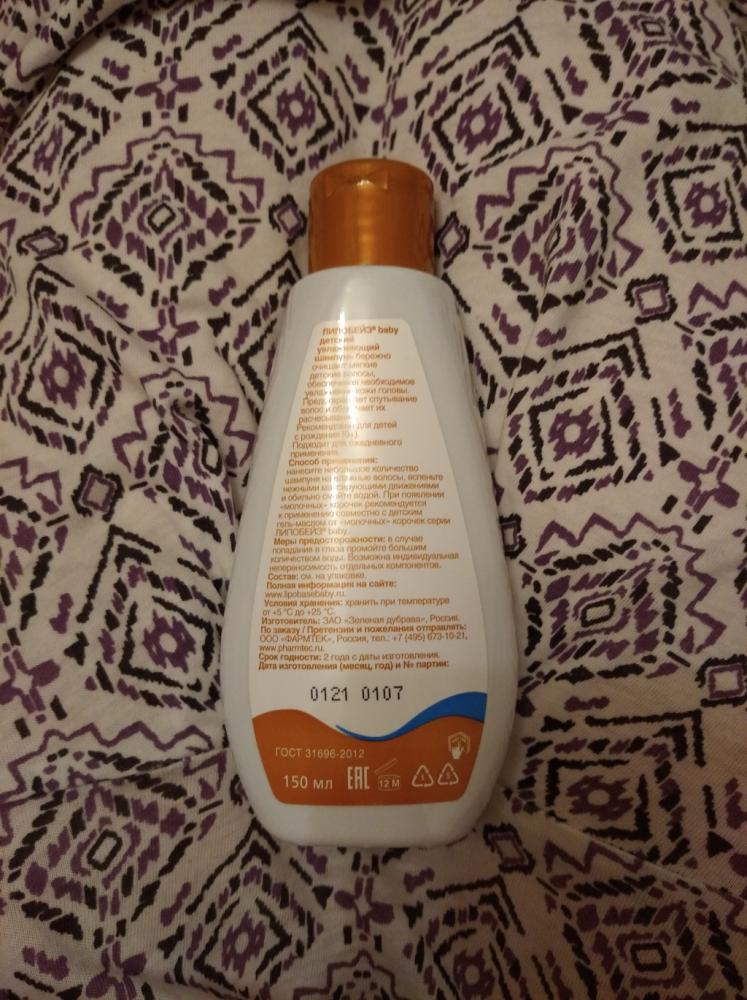 ЛИПОБЕЙЗ® baby
детский
увлажняющий
шампунь бережно
очищает мягкие
детские волосы,
обеспечивая необходимое
увлажнение кожи головы.
Предотвращает спутывание
волос и облегчает их
расчесывание.
Рекомендован для детей
с рождения (0+).
Подходит для ежедневного
применения.
Способ применения:
нанесите небольшое количество
шампуня на влажные волосы, вспеньте
нежными массирующими движениями
и обильно смойте водой. При появлении
«молочных» корочек рекомендуется
к применению совместно с детским
гель-маслом от «молочных» корочек серии
ЛИПОБЕЙЗ® baby.
Меры предосторожности: в случае
попадания в глаза промойте большим
количеством воды. Возможна индивидуальная
непереносимость отдельных компонентов.
Состав: см. на упаковке.
Полная информация на сайте:
www.lipobasebaby.ru.
Условия хранения: хранить при температуре
от +5 °C до +25 °C.
Изготовитель: ЗАО «Зеленая дубрава», Россия.
По заказу / Претензии и пожелания отправлять:
ООО «ФАРМТЕК», Россия, тел.: +7 (495) 673-10-21,
www.pharmtec.ru.
Срок годности: 2 года с даты изготовления.
Дата изготовления (месяц, год) и № партии:
0121 0107
ГОСТ 31696-2012
150 мл EAC 12 M